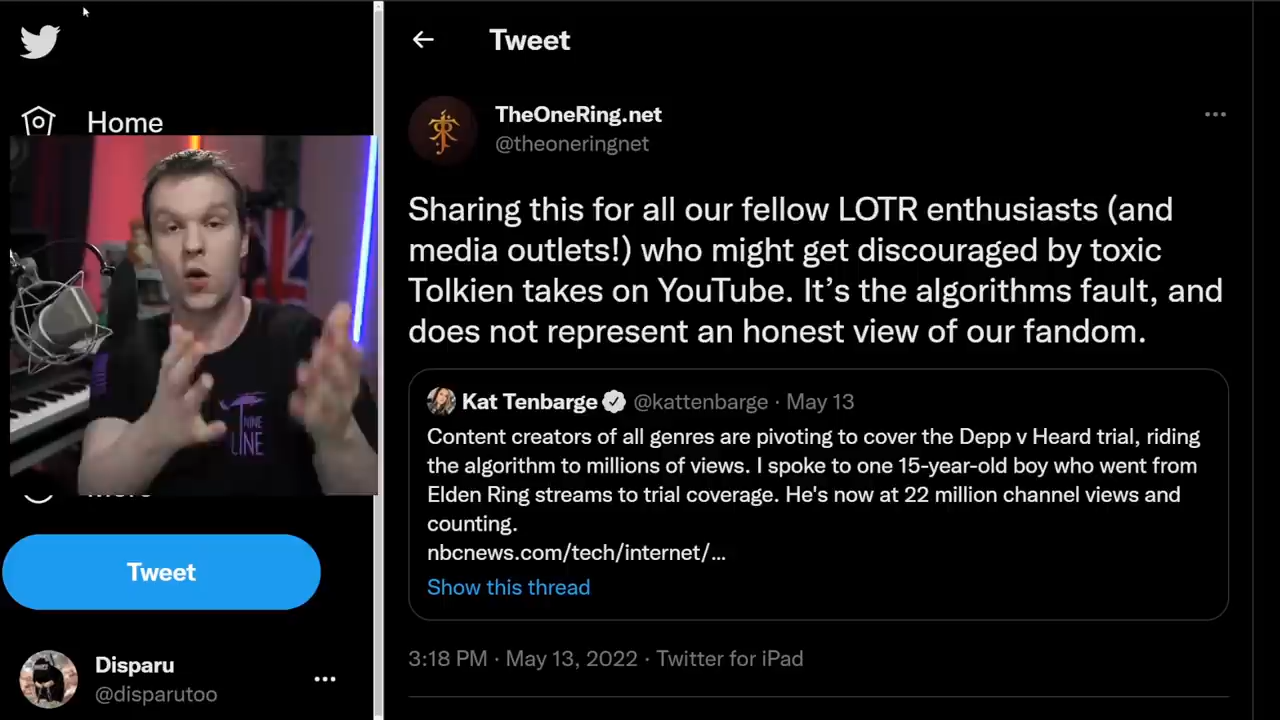 Home
Tweet
Disparu
@disparutoo
NINE
LINE
Tweet
TheOneRing.net
@theoneringnet
Sharing this for all our fellow LOTR enthusiasts (and
media outlets!) who might get discouraged by toxic
Tolkien takes on YouTube. It’s the algorithms fault, and
does not represent an honest view of our fandom.
Kat Tenbarge @kattenbarge · May 13
Content creators of all genres are pivoting to cover the Depp v Heard trial, riding
the algorithm to millions of views. I spoke to one 15-year-old boy who went from
Elden Ring streams to trial coverage. He's now at 22 million channel views and
counting.
nbcnews.com/tech/internet/...
Show this thread
3:18 PM · May 13, 2022 · Twitter for iPad